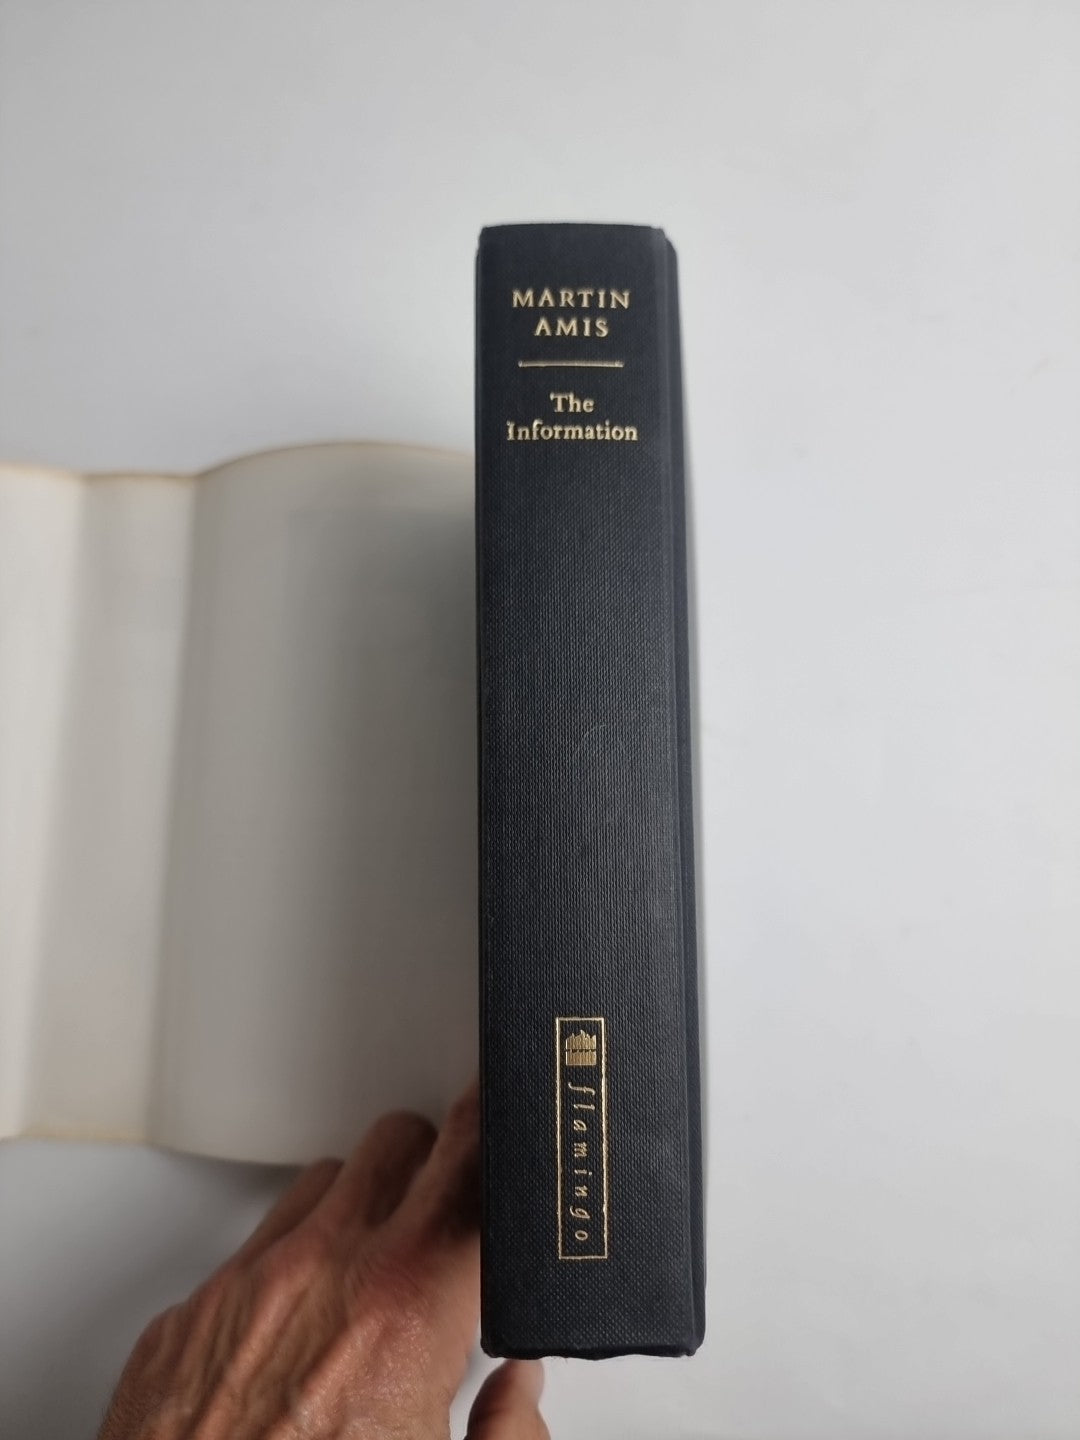 MARTIN
AMIS
The
Information
flamingo